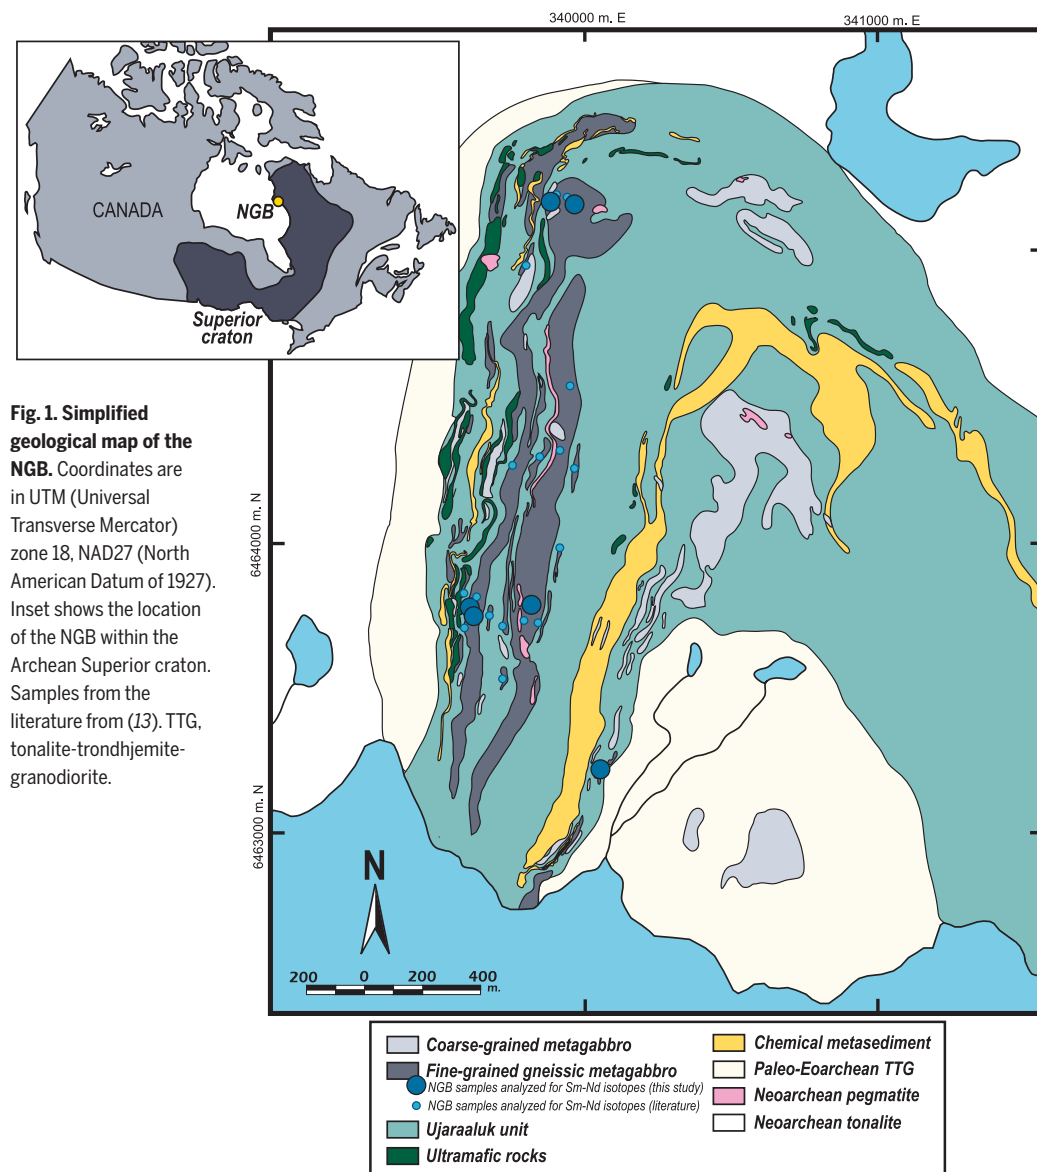 340000 m. E
341000 m. E
CANADA
NGB
Superior
craton
Fig. 1. Simplified
geological map of the
NGB. Coordinates are
in UTM (Universal
Transverse Mercator)
zone 18, NAD27 (North
American Datum of 1927).
Inset shows the location
of the NGB within the
Archean Superior craton.
Samples from the
literature from (13). TTG,
tonalite-trondhjemite-
granodiorite.
6464000 m. N
6463000 m. N
N
200 0 200 400
m.
Coarse-grained metagabbro
Fine-grained gneissic metagabbro
NGB samples analyzed for Sm-Nd isotopes (this study)
NGB samples analyzed for Sm-Nd isotopes (literature)
Ujaraaluk unit
Ultramafic rocks
Chemical metasediment
Paleo-Eoarchean TTG
Neoarchean pegmatite
Neoarchean tonalite